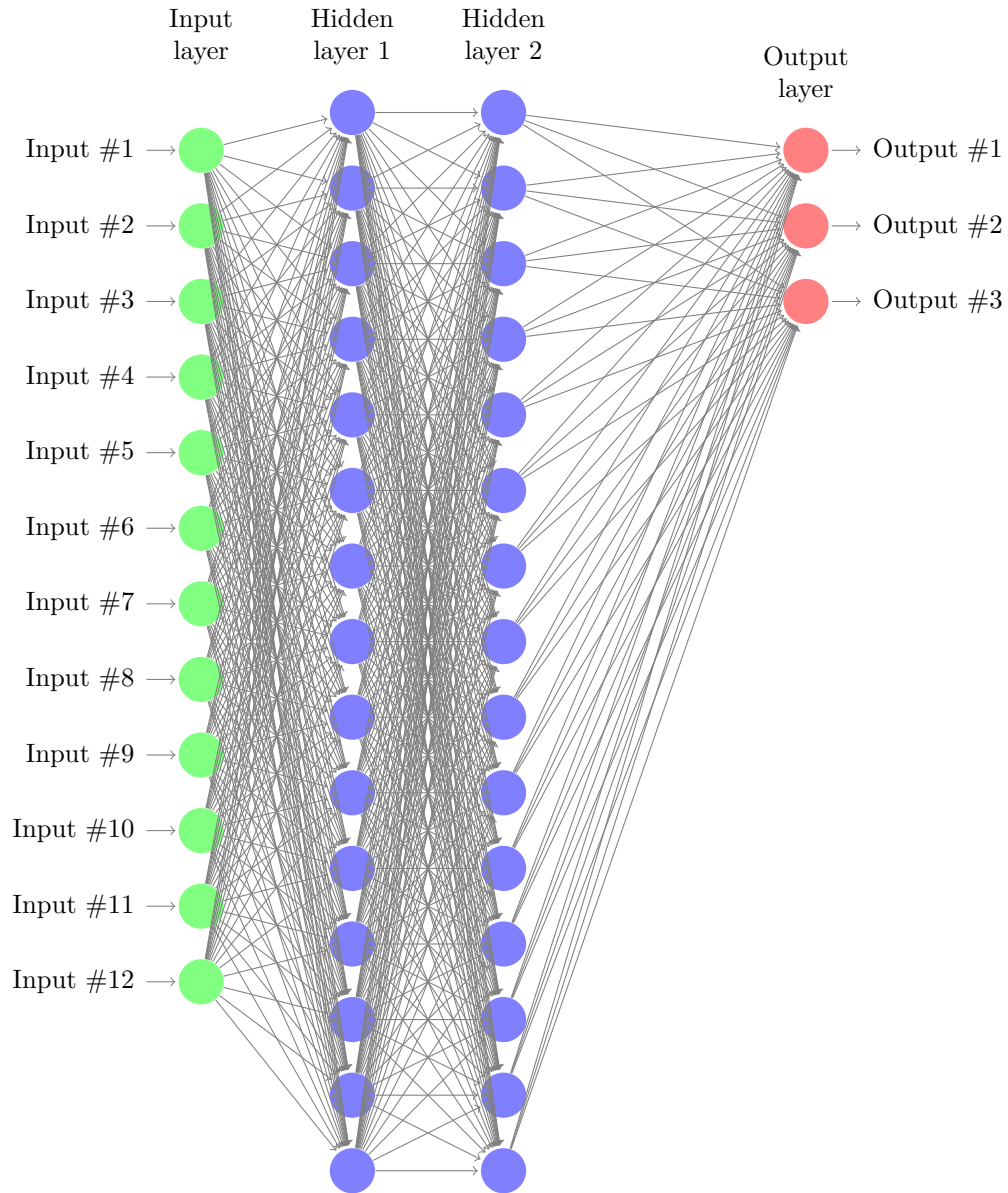 Input
layer
Hidden
layer 1
Hidden
layer 2
Output
layer
Input #1
Input #2
Input #3
Input #4
Input #5
Input #6
Input #7
Input #8
Input #9
Input #10
Input #11
Input #12
Output #1
Output #2
Output #3